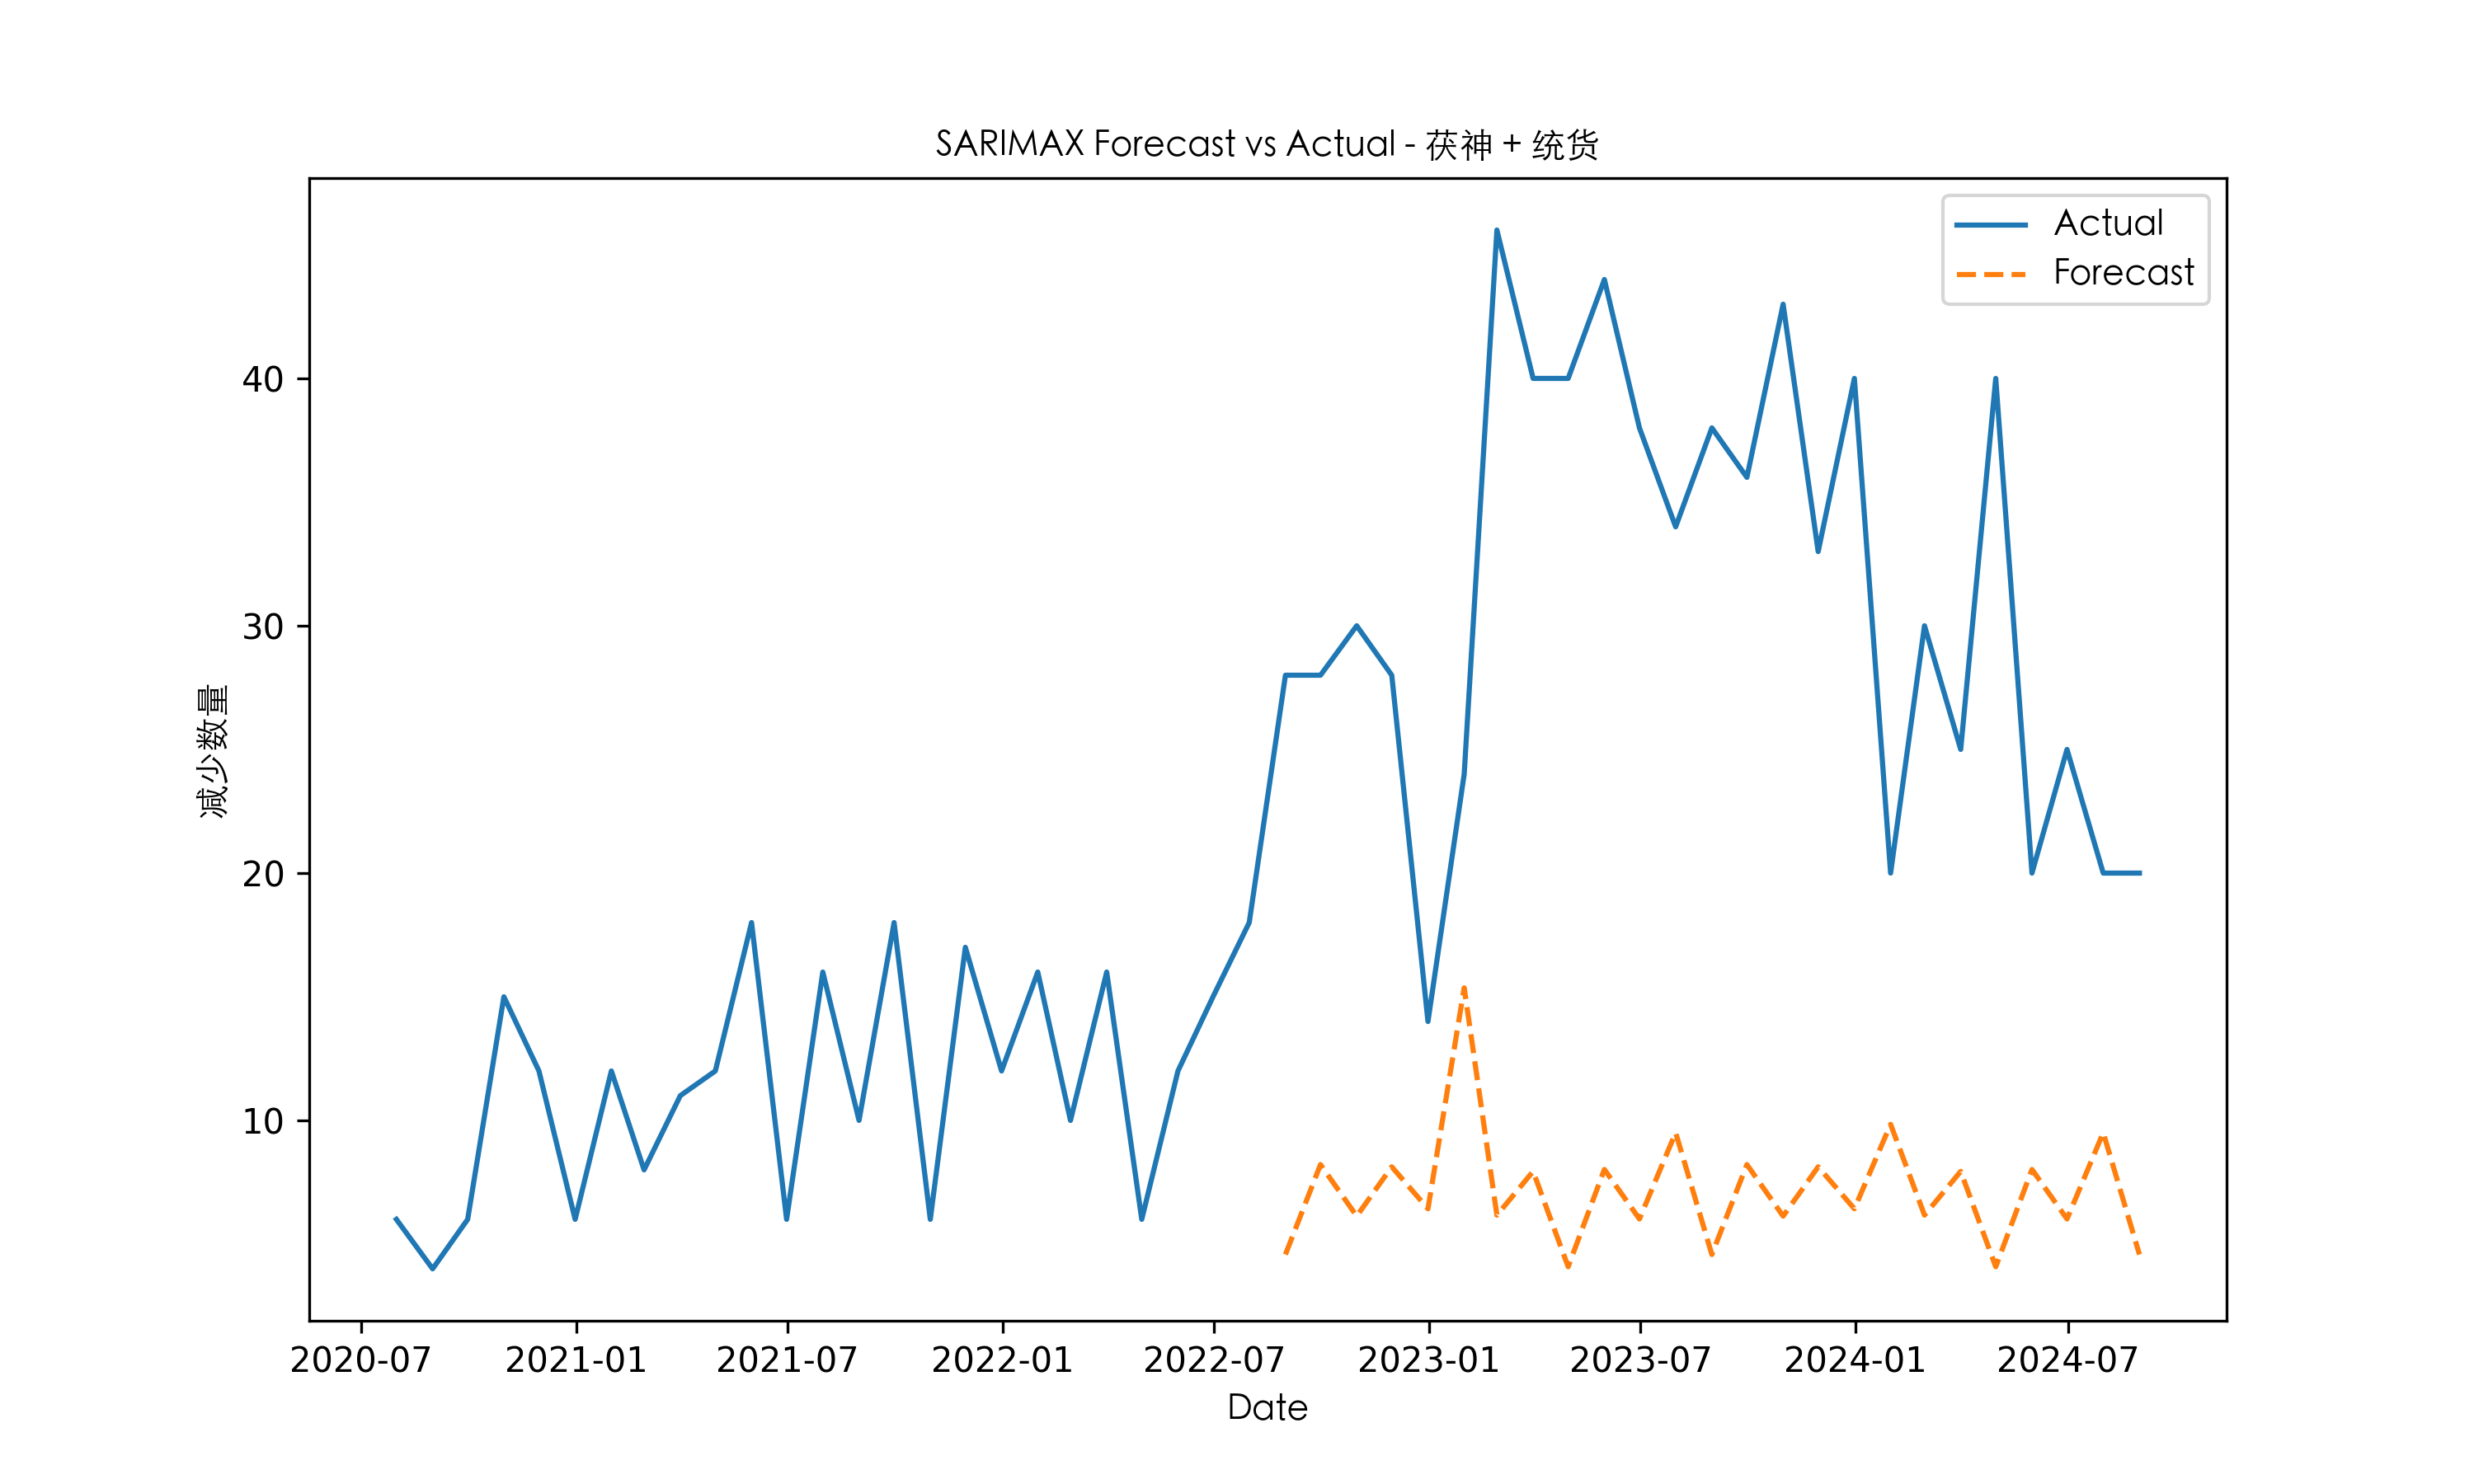 SARIMAX Forecast vs Actual - 茯神 + 统货
Actual
Forecast
减少数量
40
30
20
10
2020-07 2021-01 2021-07 2022-01 2022-07 2023-01 2023-07 2024-01 2024-07
Date